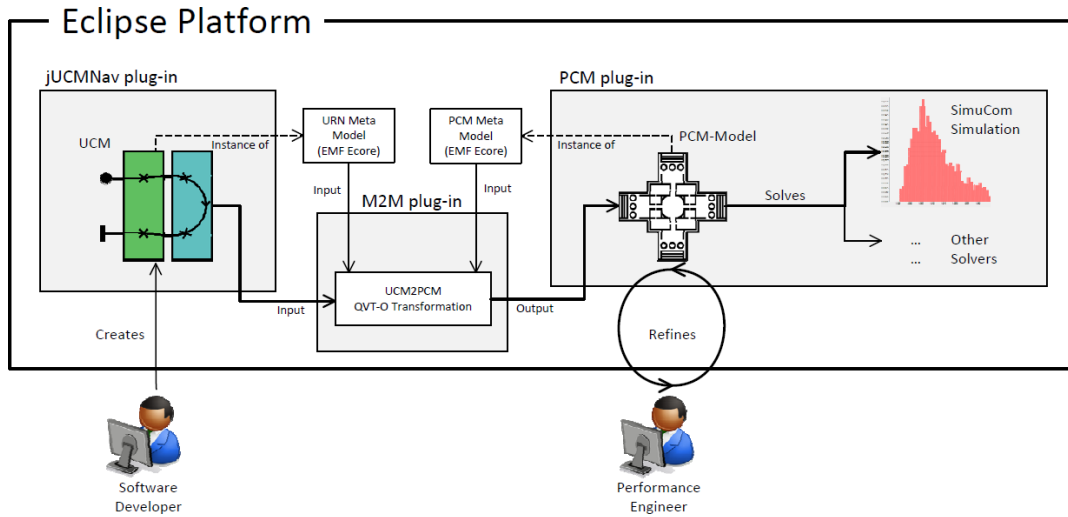 Eclipse Platform
jUCMNav plug-in
PCM plug-in
UCM
Instance of
URN Meta
Model
(EMF Ecore)
PCM Meta
Model
(EMF Ecore)
Instance of
PCM-Model
SimuCom
Simulation
Input
Input
M2M plug-in
Solves
... Other
... Solvers
UCM2PCM
QVT-O Transformation
Input
Output
Creates
Refines
Software
Developer
Performance
Engineer